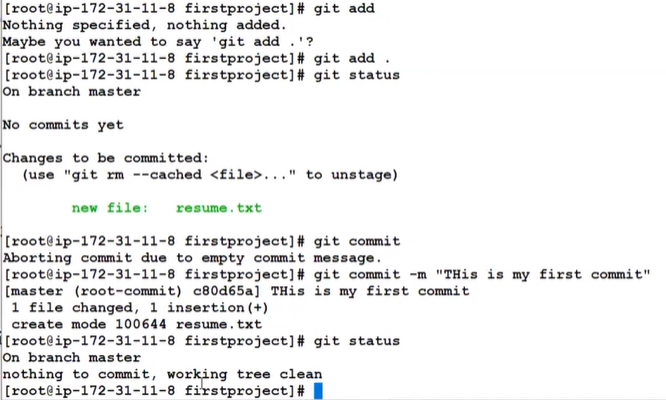 [root@ip-172-31-11-8 firstproject]# git add
Nothing specified, nothing added.
Maybe you wanted to say 'git add .'?
[root@ip-172-31-11-8 firstproject]# git add .
[root@ip-172-31-11-8 firstproject]# git status
On branch master
No commits yet
Changes to be committed:
  (use "git rm --cached <file>..." to unstage)
        new file:   resume.txt
[root@ip-172-31-11-8 firstproject]# git commit
Aborting commit due to empty commit message.
[root@ip-172-31-11-8 firstproject]# git commit -m "THis is my first commit"
[master (root-commit) c80d65a] THis is my first commit
 1 file changed, 1 insertion(+)
 create mode 100644 resume.txt
[root@ip-172-31-11-8 firstproject]# git status
On branch master
nothing to commit, working tree clean
[root@ip-172-31-11-8 firstproject]#